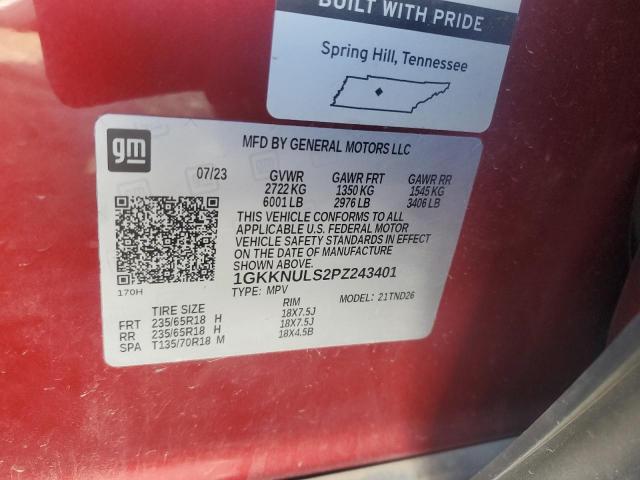 BUILT WITH PRIDE
Spring Hill, Tennessee
gm
MFD BY GENERAL MOTORS LLC
07/23 GVWR GAWR FRT GAWR RR
2722 KG 1350 KG 1545 KG
6001 LB 2976 LB 3406 LB
THIS VEHICLE CONFORMS TO ALL
APPLICABLE U.S. FEDERAL MOTOR
VEHICLE SAFETY STANDARDS IN EFFECT
ON THE DATE OF MANUFACTURE
SHOWN ABOVE.
1GKKNULS2PZ243401
170H
TYPE: MPV MODEL: 21TND26
TIRE SIZE RIM
FRT 235/65R18 H 18X7.5J
RR 235/65R18 H 18X7.5J
SPA T135/70R18 M 18X4.5B